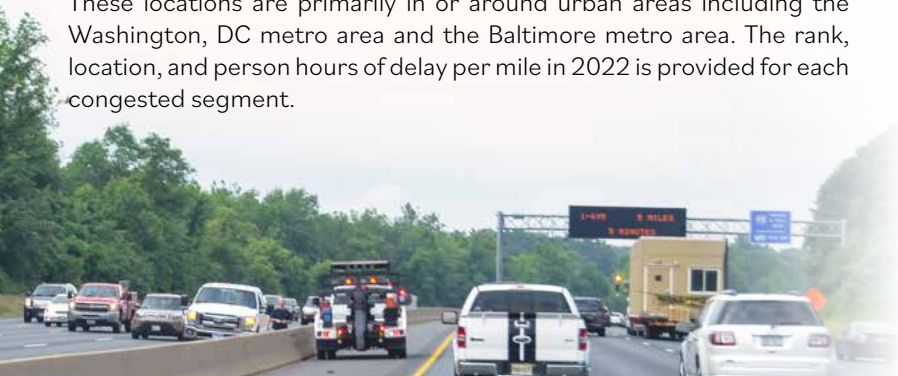 These locations are primarily in or around urban areas including the
Washington, DC metro area and the Baltimore metro area. The rank,
location, and person hours of delay per mile in 2022 is provided for each
congested segment.
I-695 5 MILES
5 MINUTES